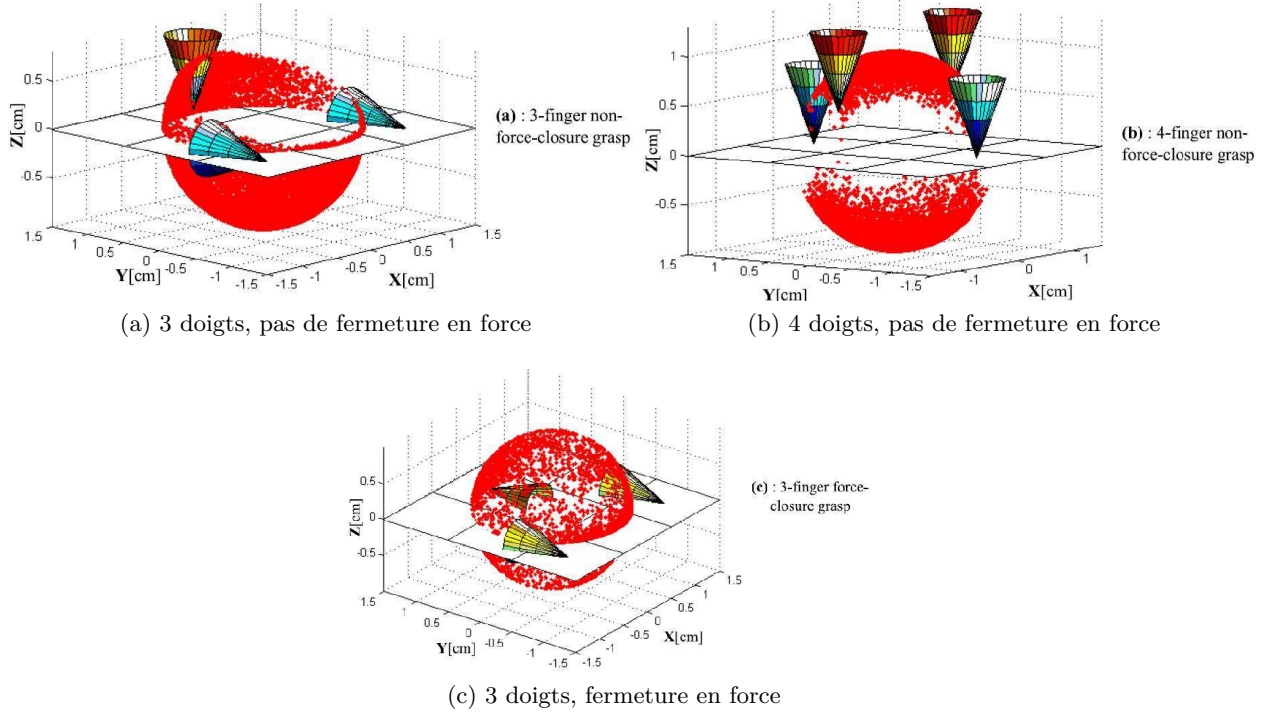 Z[cm]
0.5
0
-0.5
1.5
1
0.5
0
-0.5
-1
-1.5
Y[cm]
-1
-0.5
0
0.5
1
1.5
X[cm]
(a) : 3-finger non-
force-closure grasp
(a) 3 doigts, pas de fermeture en force
Z[cm]
1
0.5
0
-0.5
1.5
1
0.5
0
-0.5
-1
-1.5
Y[cm]
-1
0
1
X[cm]
(b) : 4-finger non-
force-closure grasp
(b) 4 doigts, pas de fermeture en force
Z[cm]
0.5
0
-0.5
1.5
1
0.5
0
-0.5
-1
-1.5
Y[cm]
-1.5
-1
-0.5
0
0.5
1
1.5
X[cm]
(c) : 3-finger force-
closure grasp
(c) 3 doigts, fermeture en force